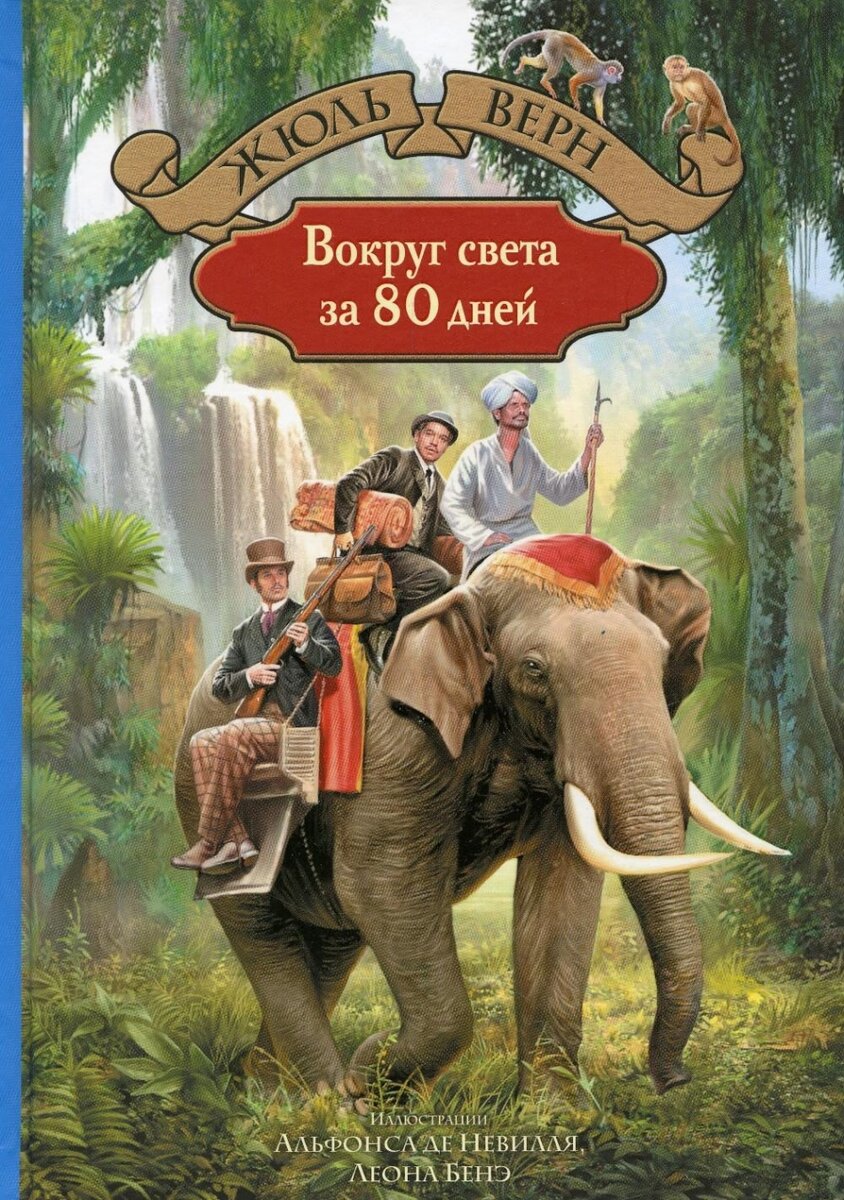 ЖЮЛЬ ВЕРН
Вокруг света
за 80 дней
Иллюстрации
Альфонса де Невилля,
Леона Бенэ